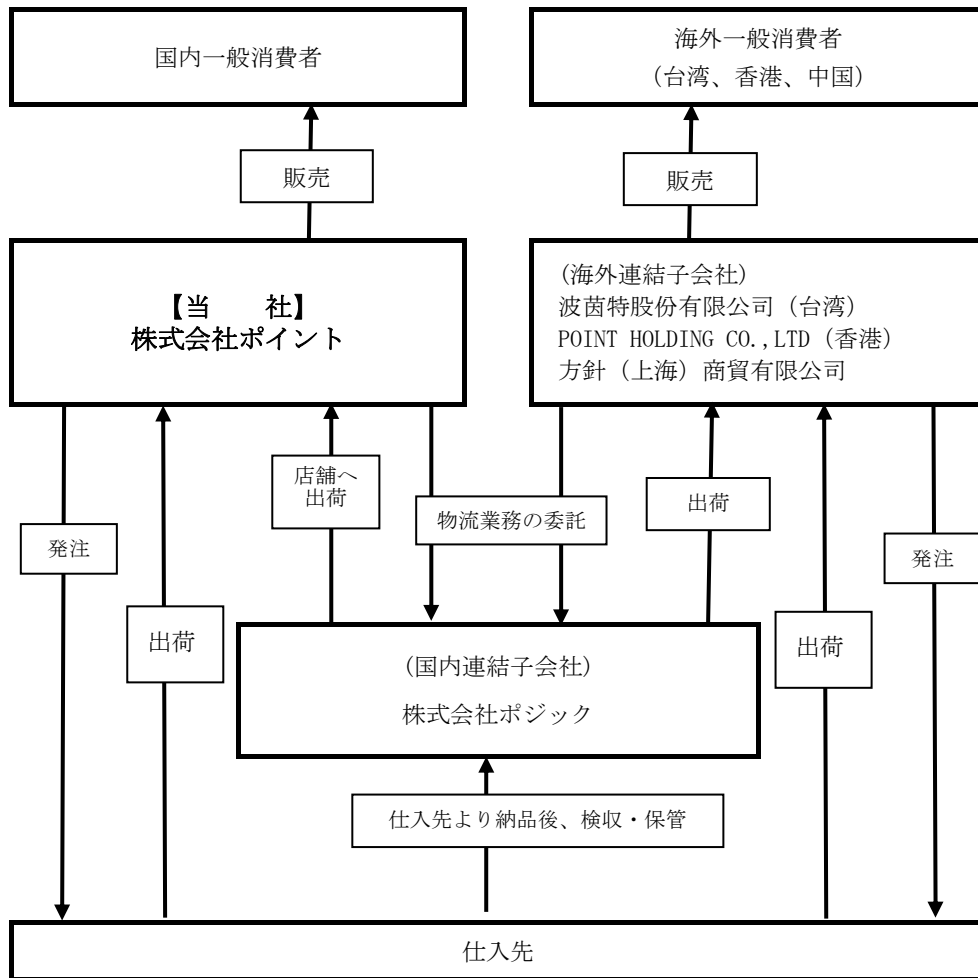 国内一般消費者
海外一般消費者
(台湾、香港、中国)
販売
販売
【当　　社】
株式会社ポイント
(海外連結子会社)
波茵特股份有限公司 (台湾)
POINT HOLDING CO.,LTD (香港)
方針 (上海) 商貿有限公司
店舗へ
出荷
物流業務の委託
出荷
発注
発注
出荷
出荷
(国内連結子会社)
株式会社ポジック
仕入先より納品後、検収・保管
仕入先